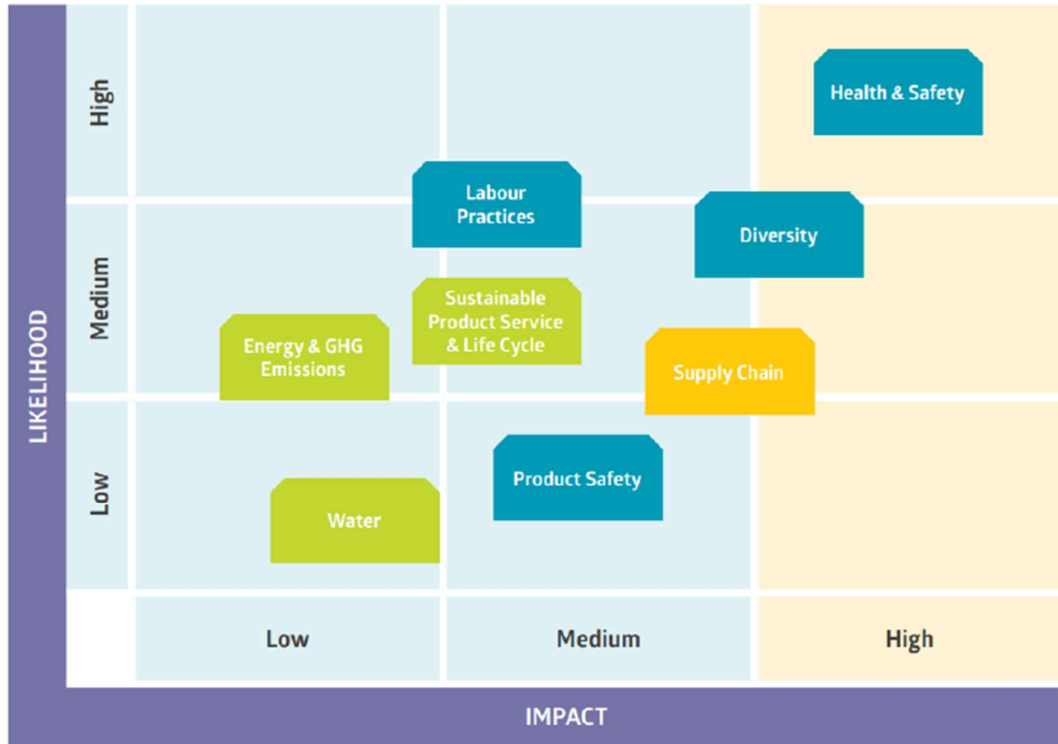 High
Health & Safety
Labour
Practices
Diversity
LIKELIHOOD
Medium
Sustainable
Product Service
& Life Cycle
Energy & GHG
Emissions
Supply Chain
Low
Product Safety
Water
Low
Medium
High
IMPACT